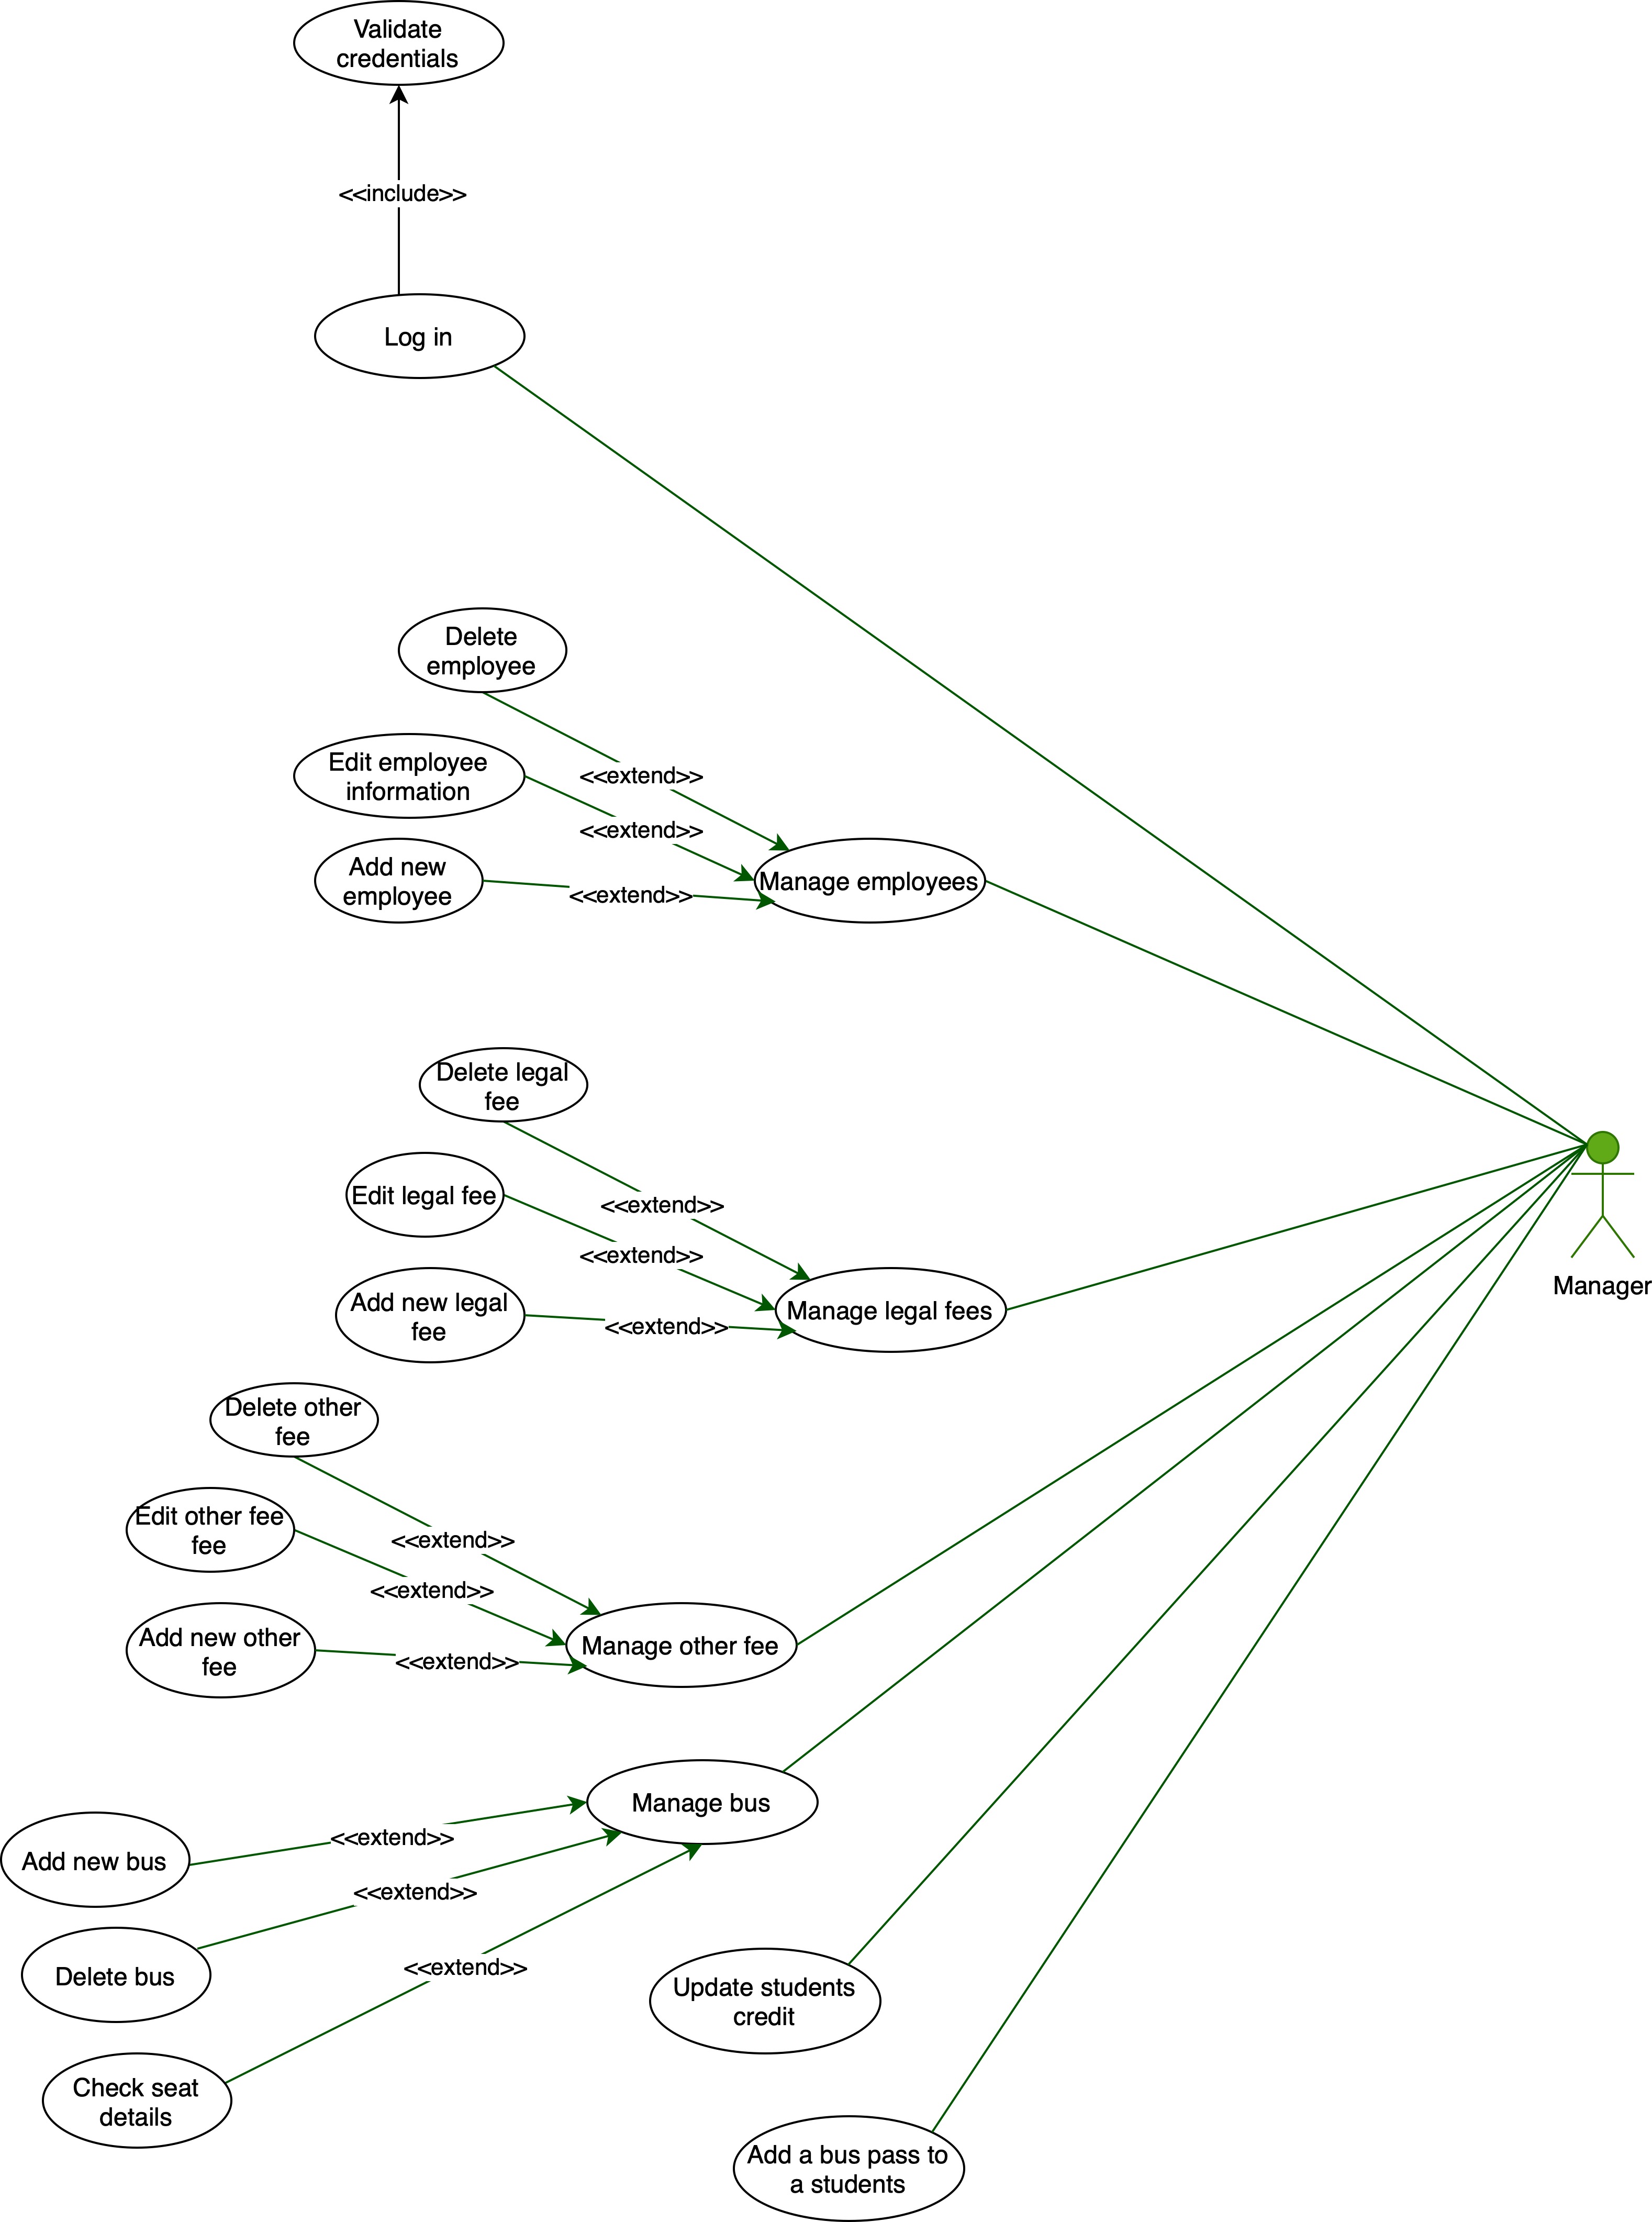 Validate
credentials
<<include>>
Log in
Delete
employee
Edit employee
information
<<extend>>
<<extend>>
Add new
employee
<<extend>>
Manage employees
Delete legal
fee
Edit legal fee
<<extend>>
<<extend>>
Add new legal
fee
<<extend>>
Manage legal fees
Manager
Delete other
fee
Edit other fee
fee
<<extend>>
<<extend>>
Add new other
fee
<<extend>>
Manage other fee
Manage bus
<<extend>>
Add new bus
<<extend>>
Delete bus
<<extend>>
Update students
credit
Check seat
details
Add a bus pass to
a students